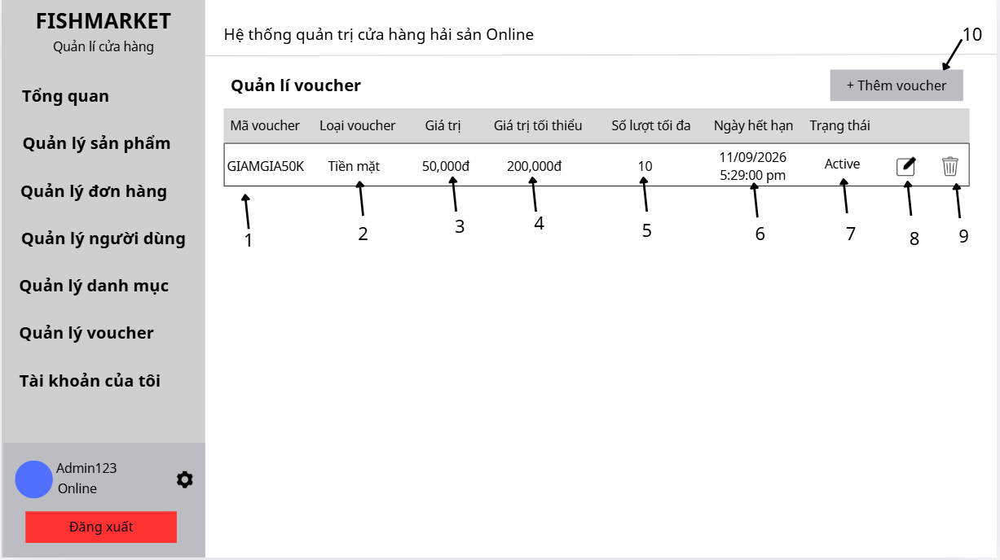 FISHMARKET
Quản lí cửa hàng
Tổng quan
Quản lý sản phẩm
Quản lý đơn hàng
Quản lý người dùng
Quản lý danh mục
Quản lý voucher
Tài khoản của tôi
Admin123
Online
Đăng xuất
Hệ thống quản trị cửa hàng hải sản Online
10
Quản lí voucher
+ Thêm voucher
Mã voucher Loại voucher Giá trị Giá trị tối thiểu Số lượt tối đa Ngày hết hạn Trạng thái
GIAMGIA50K Tiền mặt 50,000đ 200,000đ 10 11/09/2026 Active
5:29:00 pm
1 2 3 4 5 6 7 8 9